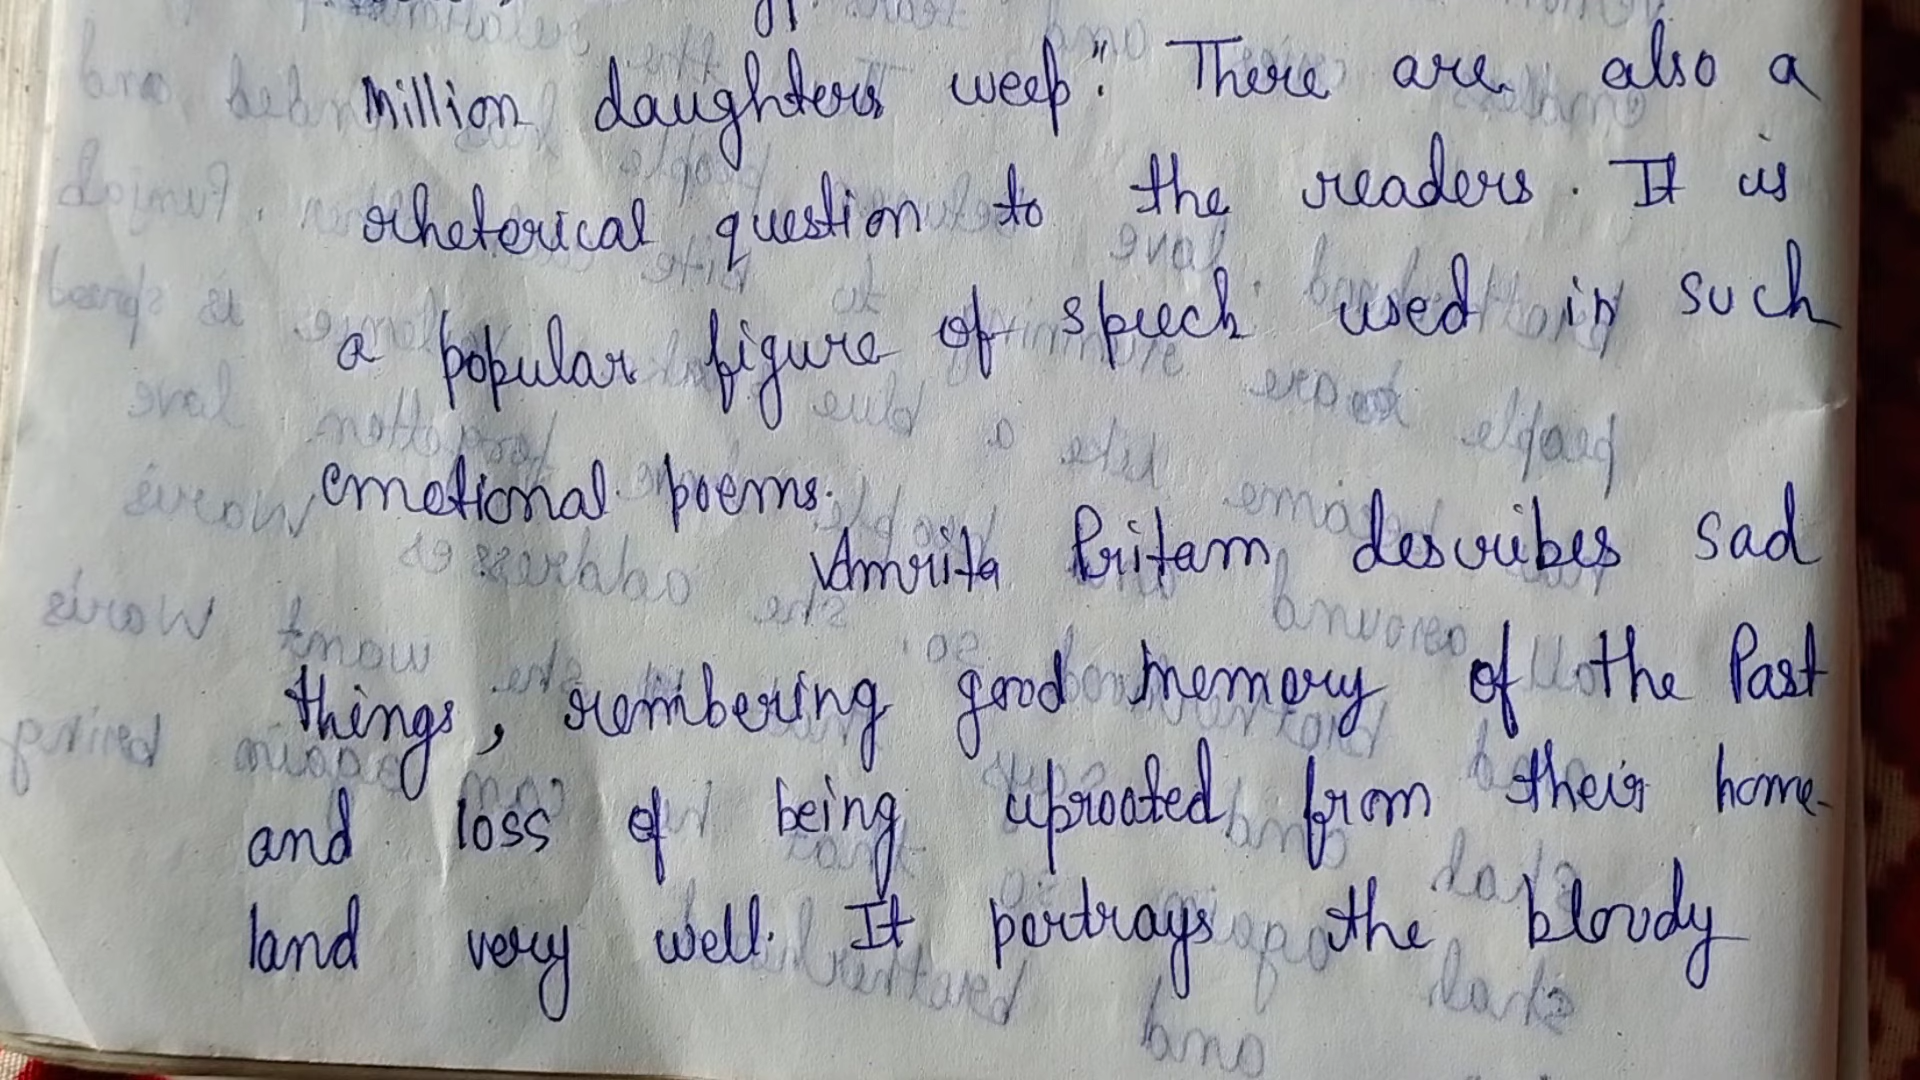 Million daughters weep". There are also a
rhetorical question to the readers. It is
a popular figure of speech used in such
emotional poems.
Amrita Pritam describes sad
things, rembering good memory of the Past
and loss of being uprooted from their home-
land very well. It portrays the bloody